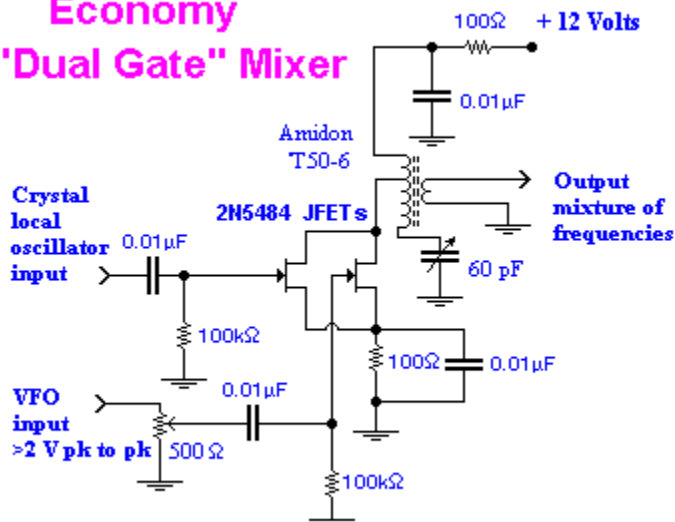 Economy
"Dual Gate" Mixer
100Ω
+ 12 Volts
0.01µF
Amidon
T50-6
Crystal
local
oscillator
input
0.01µF
2N5484 JFETs
Output
mixture of
frequencies
60 pF
100kΩ
100Ω
0.01µF
VFO
input
>2 V pk to pk
0.01µF
500 Ω
100kΩ